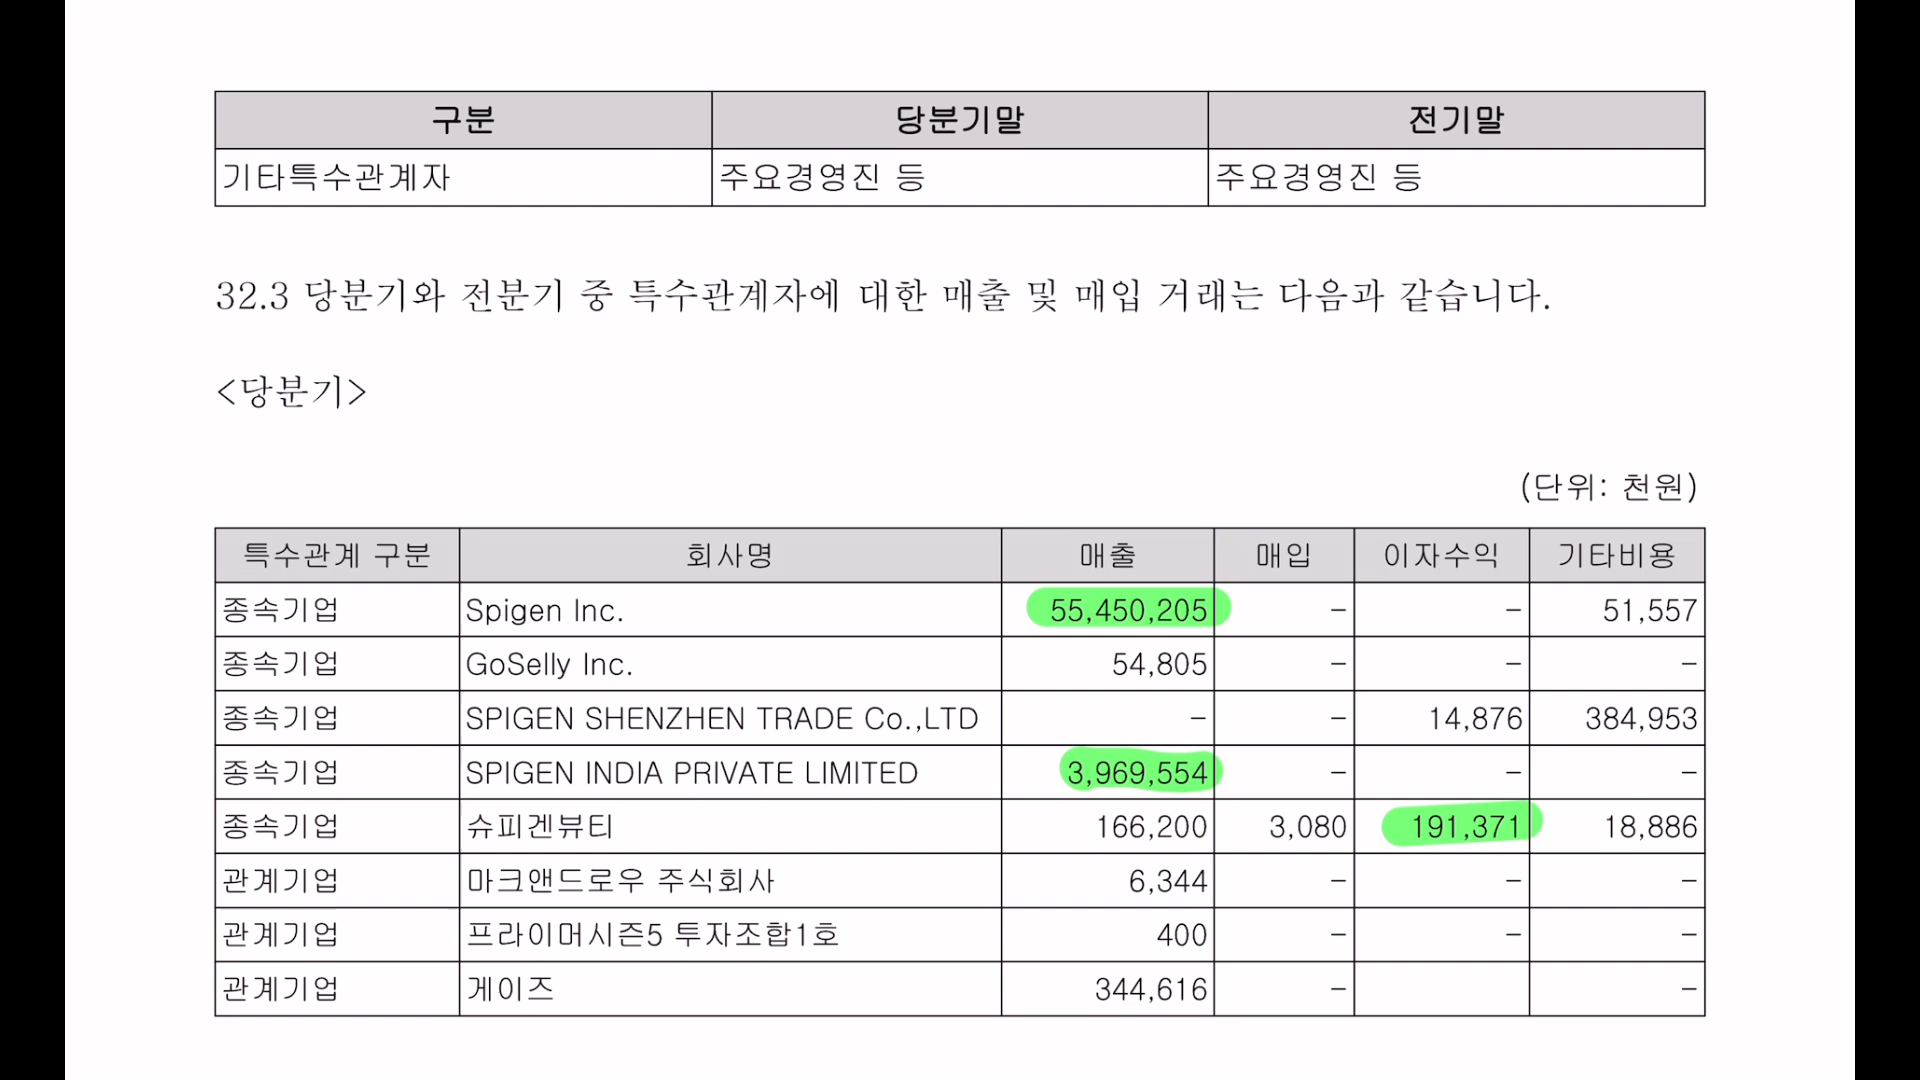 구분 당분기말 전기말
기타특수관계자 주요경영진 등 주요경영진 등
32.3 당분기와 전분기 중 특수관계자에 대한 매출 및 매입 거래는 다음과 같습니다.
<당분기>
(단위: 천원)
특수관계 구분 회사명 매출 매입 이자수익 기타비용
종속기업 Spigen Inc. 55,450,205 – – 51,557
종속기업 GoSelly Inc. 54,805 – – –
종속기업 SPIGEN SHENZHEN TRADE Co.,LTD – – 14,876 384,953
종속기업 SPIGEN INDIA PRIVATE LIMITED 3,969,554 – – –
종속기업 슈피겐뷰티 166,200 3,080 191,371 18,886
관계기업 마크앤드로우 주식회사 6,344 – – –
관계기업 프라이머시즌5 투자조합1호 400 – – –
관계기업 게이즈 344,616 – –